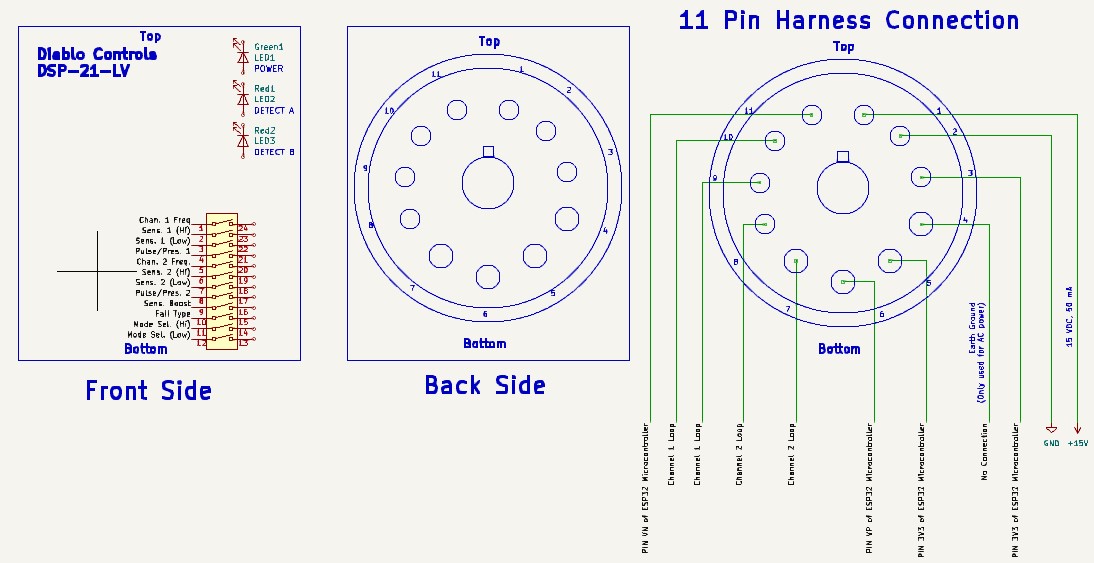 11 Pin Harness Connection
Top
Diablo Controls
DSP-21-LV
Green1
LED1
POWER
Red1
LED2
DETECT A
Red2
LED3
DETECT B
Chan. 1 Freq
Sens. 1 (Hi)
Sens. 1 (Low)
Pulse/Pres. 1
Chan. 2 Freq.
Sens. 2 (Hi)
Sens. 2 (Low)
Pulse/Pres. 2
Sens. Boost
Fail Type
Mode Sel. (Hi)
Mode Sel. (Low)
1 24
2 23
3 22
4 21
5 20
6 19
7 18
8 17
9 16
10 15
11 14
12 13
Bottom
Front Side
Top
11 1
10 2
9 3
8 4
7 5
6
Bottom
Back Side
Top
11 1
10 2
9 3
4
8 5
7 6
Bottom
Earth Ground
(Only used for AC power)
15 VDC, 50 mA
PIN VN of ESP32 Microcontroller
Channel 1 Loop
Channel 1 Loop
Channel 2 Loop
Channel 2 Loop
PIN VP of ESP32 Microcontroller
PIN 3V3 of ESP32 Microcontroller
No Connection
PIN 3V3 of ESP32 Microcontroller
GND
+15V